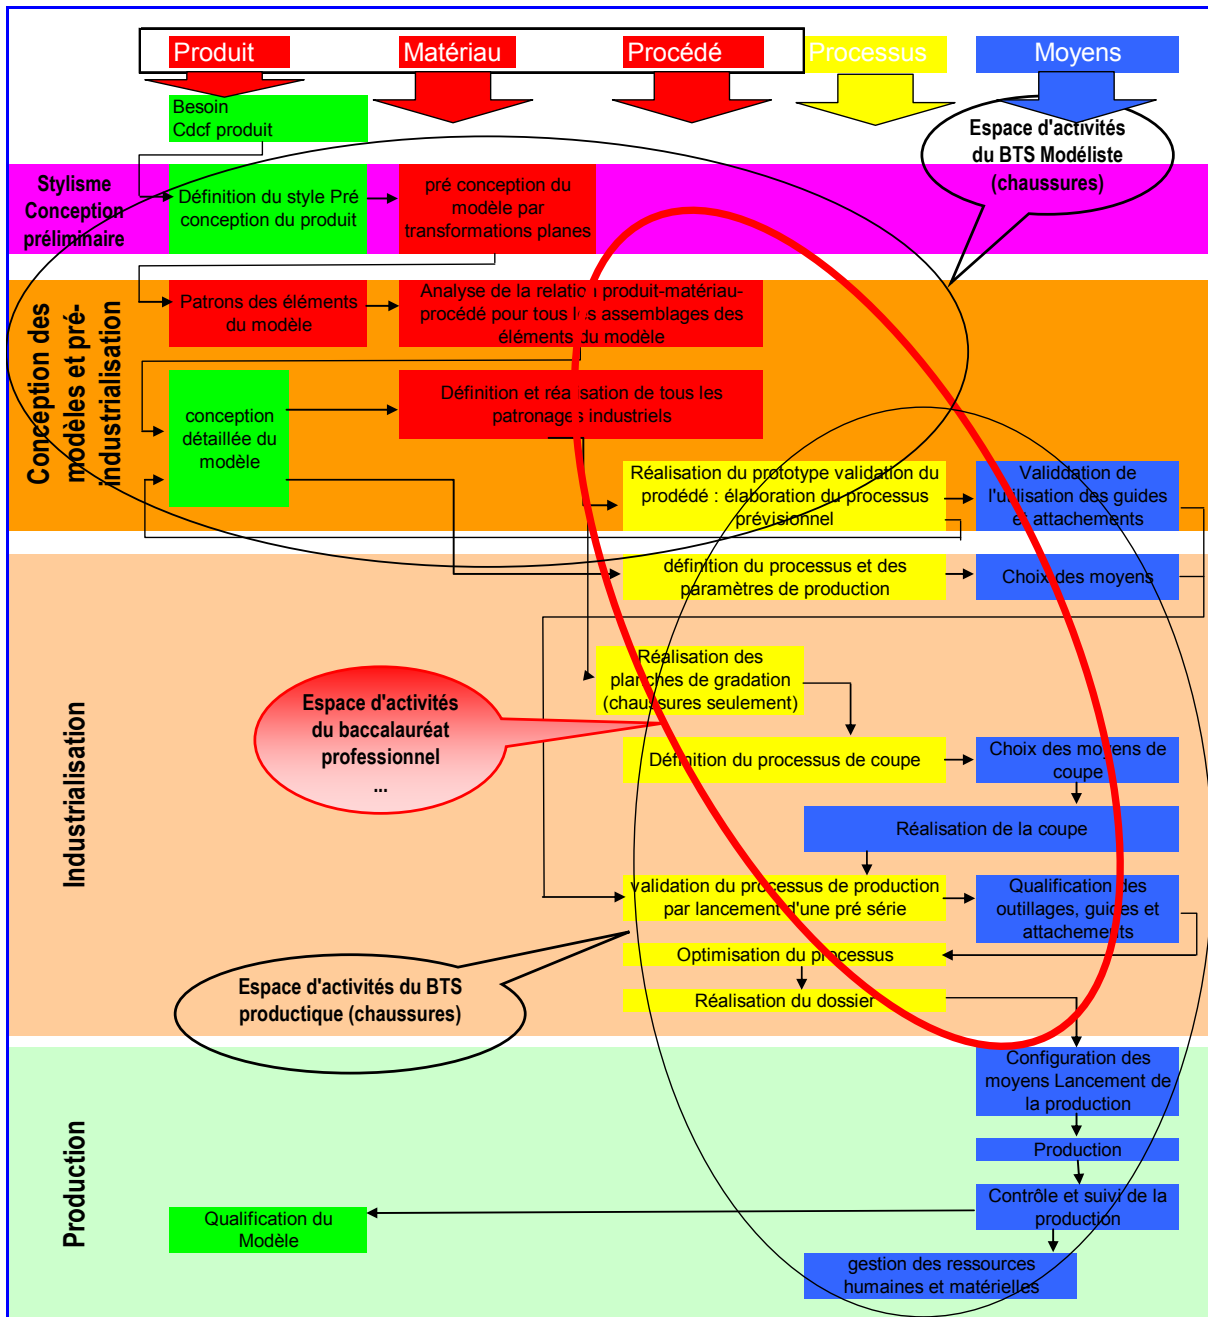 Produit
Matériau
Procédé
Processus
Moyens
Besoin
Cdcf produit
Espace d'activités
du BTS Modéliste
(chaussures)
Stylisme
Conception
préliminaire
Définition du style Pré
conception du produit
pré conception du
modèle par
transformations planes
Conception des
modèles et pré-
industrialisation
Patrons des éléments
du modèle
Analyse de la relation produit-matériau-
procédé pour tous les assemblages des
éléments du modèle
conception
détaillée du
modèle
Définition et réalisation de tous les
patronages industriels
Réalisation du prototype validation du
prodédé : élaboration du processus
prévisionnel
Validdation de
l'utilisation des guides
et attachements
Industrialisation
définition du processus et des
paramètres de production
Choix des moyens
Réalisation des
planches de gradation
(chaussures seulement)
Espace d'activités
du baccalauréat
professionnel
...
Définition du processus de coupe
Choix des moyens de
coupe
Réalisation de la coupe
validation du processus de production
par lancement d'une pré série
Qualification des
outillages, guides et
attachements
Optimisation du processus
Espace d'activités du BTS
productique (chaussures)
Réalisation du dossier
Production
Configuration des
moyens Lancement de
la production
Production
Contrôle et suivi de la
production
Qualification du
Modèle
gestion des ressources
humaines et matérielles